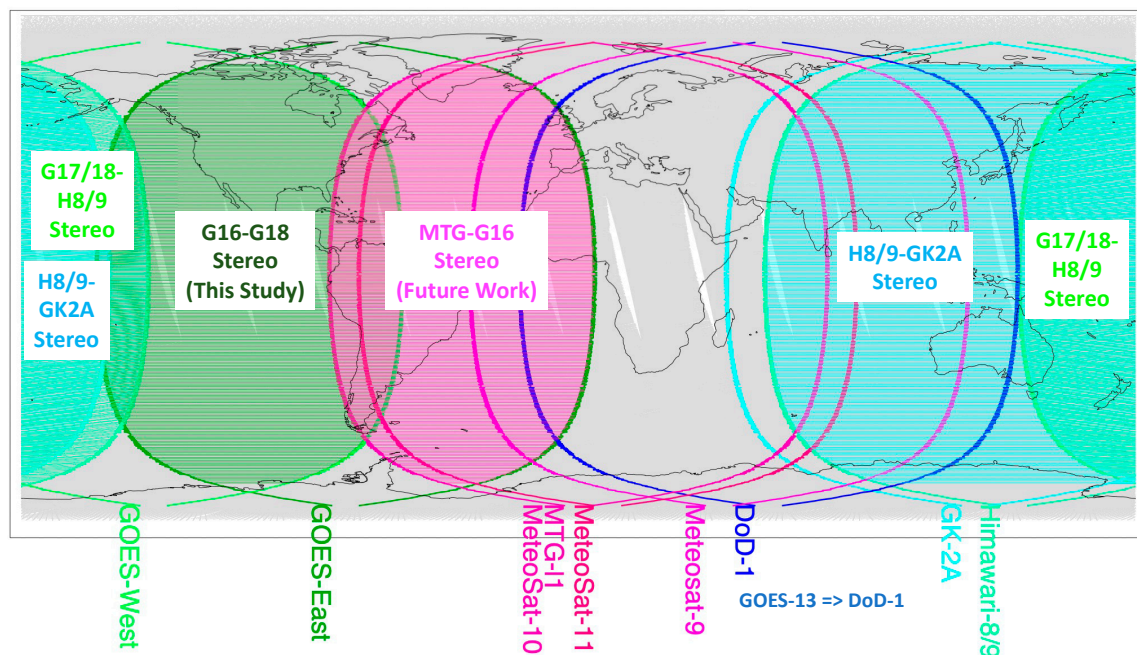 G17/18-
H8/9
Stereo
H8/9-
GK2A
Stereo
G16-G18
Stereo
(This Study)
MTG-G16
Stereo
(Future Work)
H8/9-GK2A
Stereo
G17/18-
H8/9
Stereo
GOES-West
GOES-East
MeteoSat-10
MTG-I1
MeteoSat-11
Meteosat-9
DoD-1
GK-2A
Himawari-8/9
GOES-13 => DoD-1